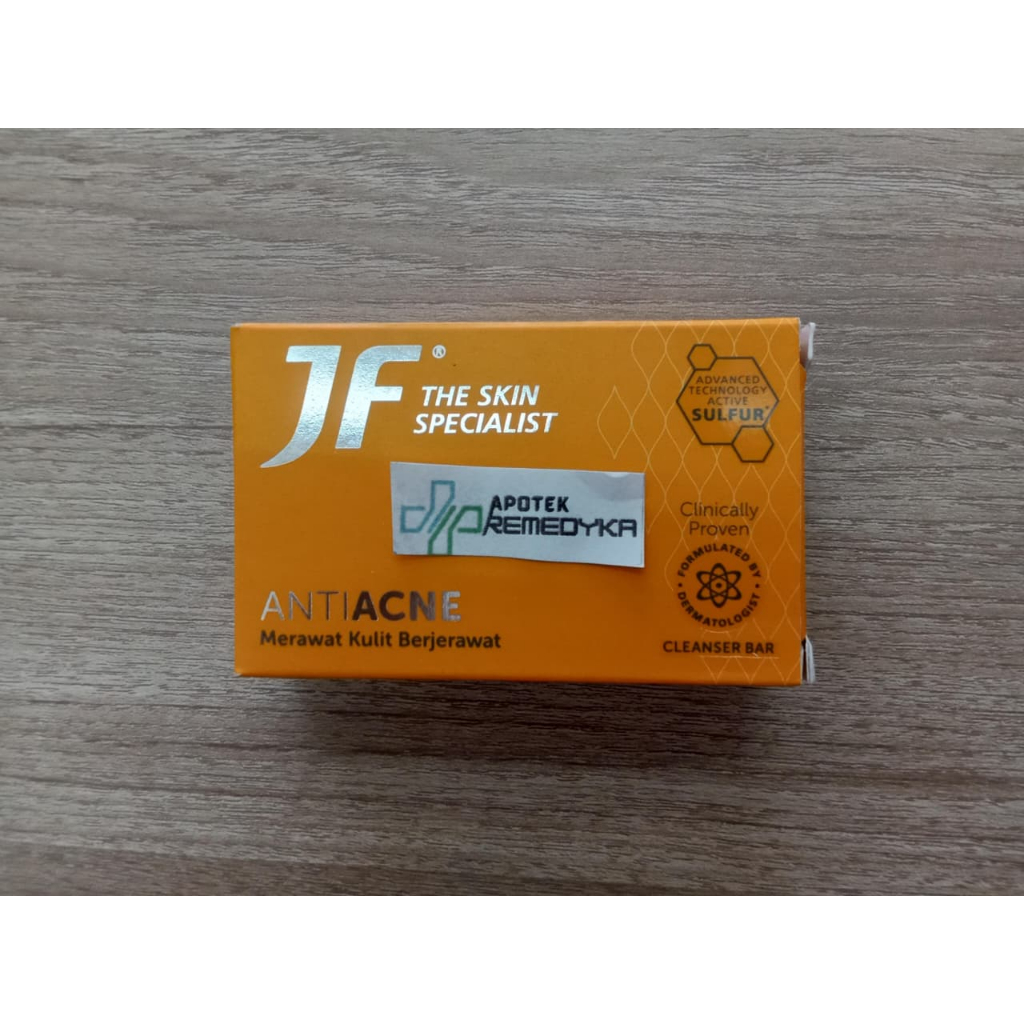 JF®
THE SKIN
SPECIALIST
ADVANCED
TECHNOLOGY
ACTIVE
SULFUR+
APOTEK
REMEDYKA
Clinically
Proven
FORMULATED BY
DERMATOLOGIST
ANTIACNE
Merawat Kulit Berjerawat
CLEANSER BAR